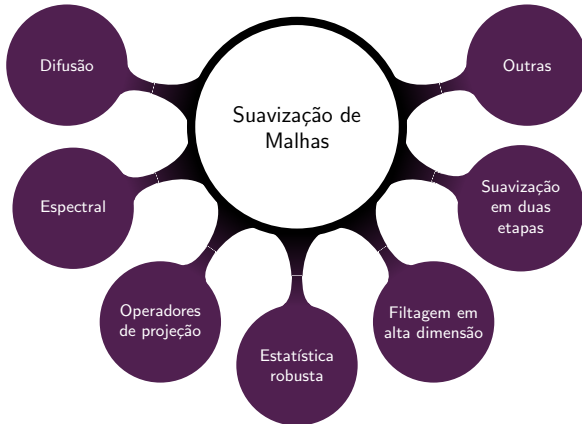 Suavização de
Malhas
Difusão
Espectral
Operadores
de projeção
Estatística
robusta
Filtagem em
alta dimensão
Suavização
em duas
etapas
Outras